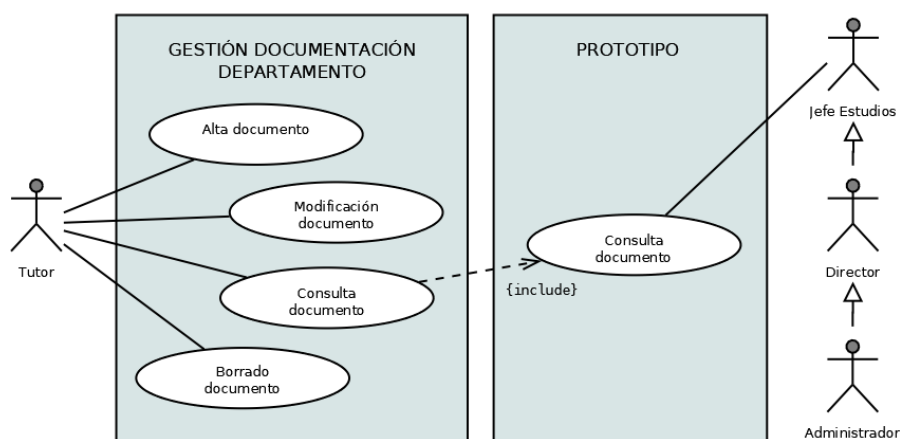 GESTIÓN DOCUMENTACIÓN
DEPARTAMENTO
PROTOTIPO
Jefe Estudios
Alta documento
Modificación
documento
Consulta
documento
Tutor
Director
Consulta
documento
{include}
Borrado
documento
Administrador